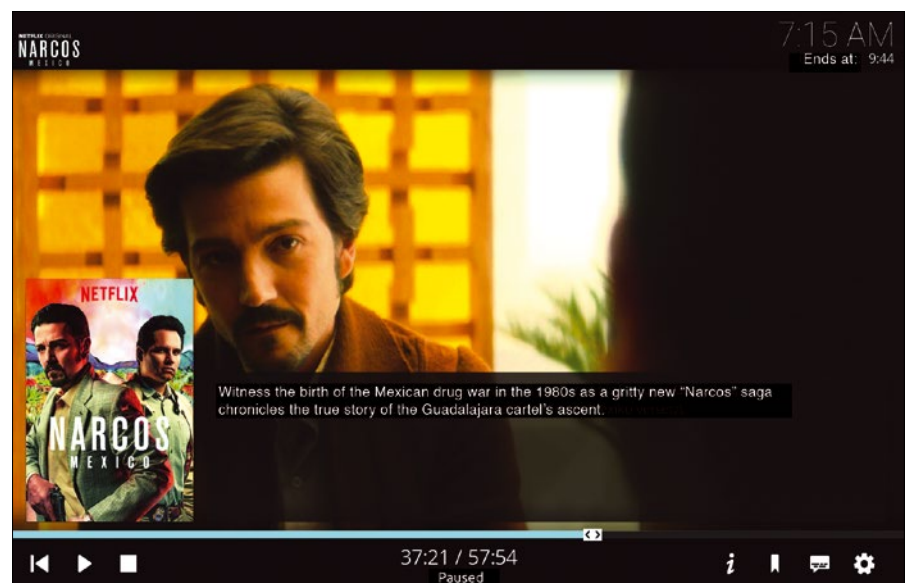 NETFLIX ORIGINAL
NARCOS
MEXICO
7:15 AM
Ends at: 9:44
NETFLIX
NARCOS
MEXICO
Witness the birth of the Mexican drug war in the 1980s as a gritty new “Narcos” saga
chronicles the true story of the Guadalajara cartel's ascent.
37:21 / 57:54
Paused